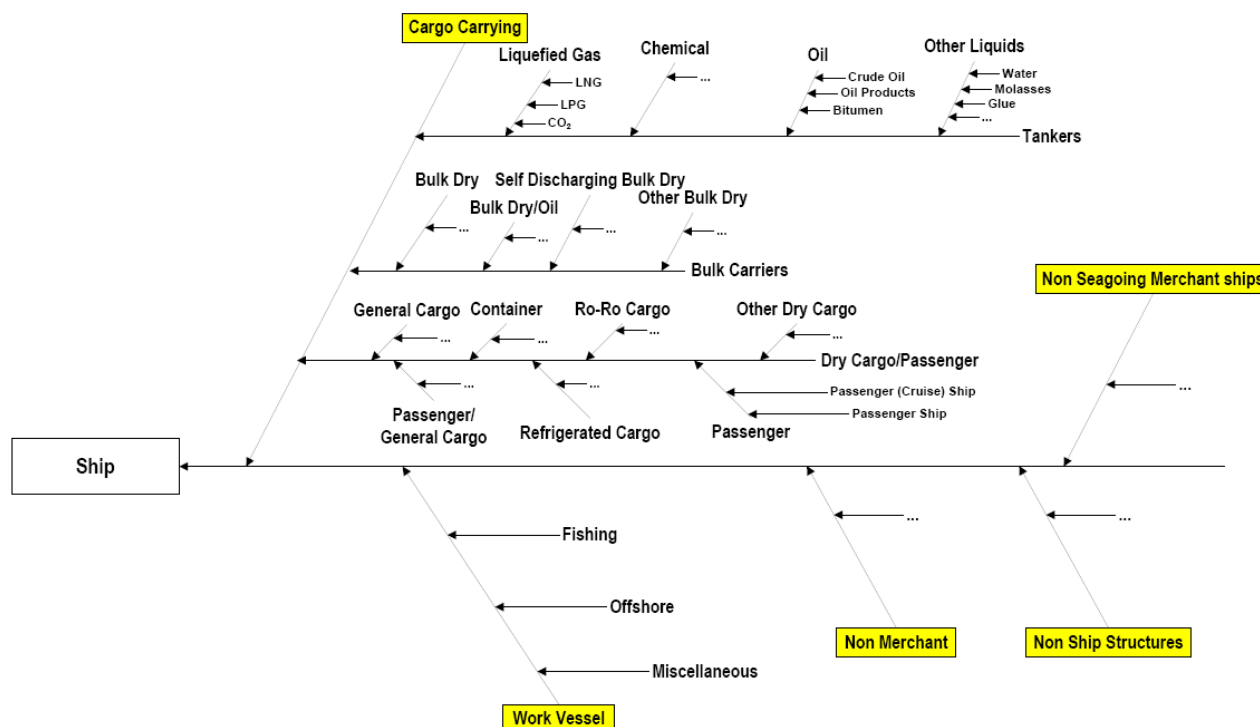 Cargo Carrying
Liquefied Gas
Chemical
Oil
Other Liquids
LNG
LPG
CO₂
...
Crude Oil
Oil Products
Bitumen
Water
Molasses
Glue
...
Tankers
Bulk Dry
Self Discharging Bulk Dry
Bulk Dry/Oil
Other Bulk Dry
...
...
...
...
Bulk Carriers
Non Seagoing Merchant ships
General Cargo
Container
Ro-Ro Cargo
Other Dry Cargo
...
...
...
...
Dry Cargo/Passenger
...
...
Passenger (Cruise) Ship
Passenger Ship
...
Passenger/
General Cargo
Refrigerated Cargo
Passenger
Ship
...
...
Fishing
Offshore
Miscellaneous
Non Merchant
Non Ship Structures
Work Vessel